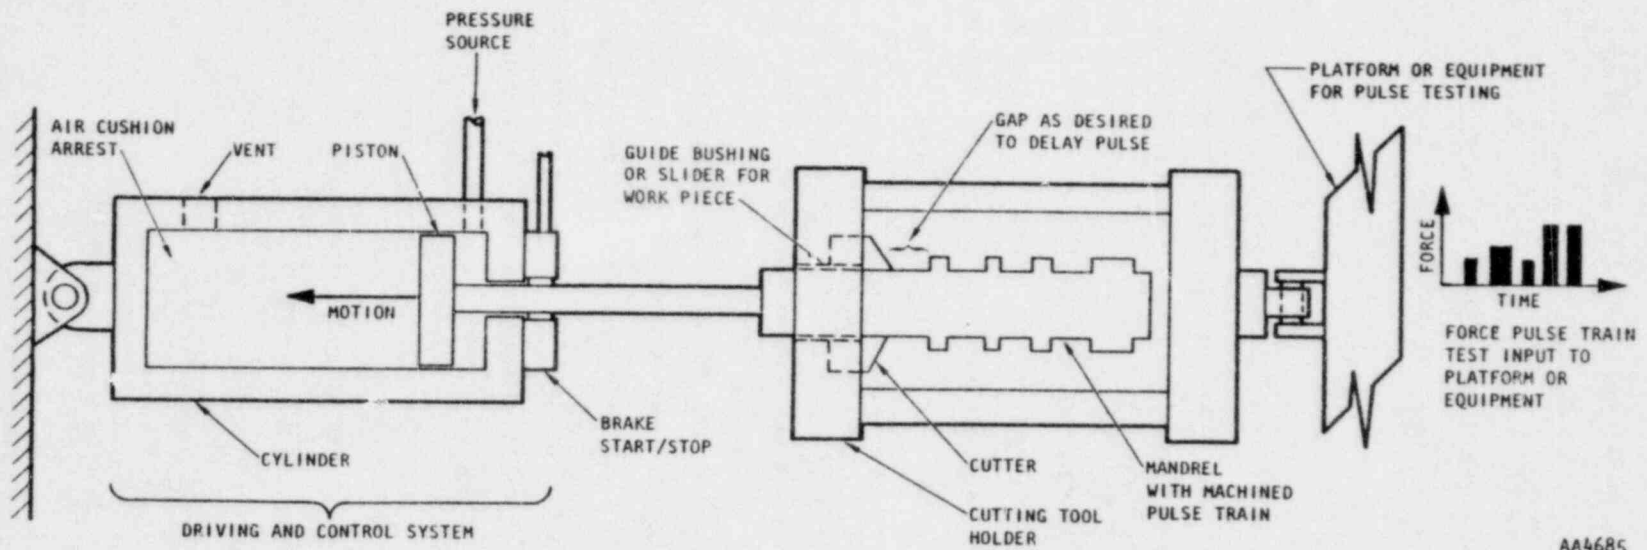 PRESSURE
SOURCE
PLATFORM OR EQUIPMENT
FOR PULSE TESTING
AIR CUSHION
ARREST
VENT
PISTON
GUIDE BUSHING
OR SLIDER FOR
WORK PIECE
GAP AS DESIRED
TO DELAY PULSE
MOTION
FORCE
TIME
FORCE PULSE TRAIN
TEST INPUT TO
PLATFORM OR
EQUIPMENT
BRAKE
START/STOP
CYLINDER
CUTTER
MANDREL
WITH MACHINED
PULSE TRAIN
CUTTING TOOL
HOLDER
DRIVING AND CONTROL SYSTEM
AA4685